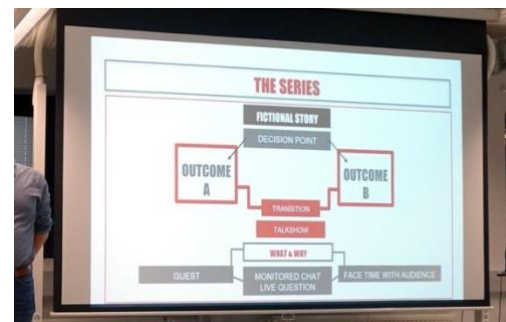 THE SERIES
FICTIONAL STORY
DECISION POINT
OUTCOME
A
OUTCOME
B
TRANSITION
TALKSHOW
WHAT & WHY
GUEST
MONITORED CHAT
LIVE QUESTION
FACE TIME WITH AUDIENCE